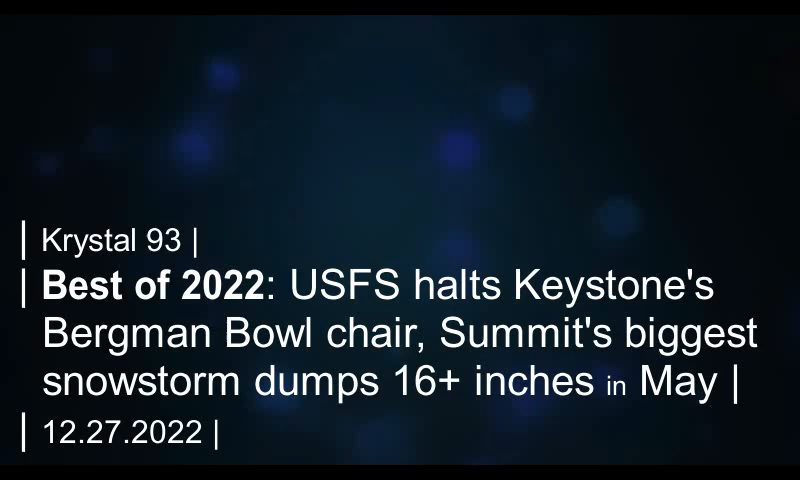 | Krystal 93 |
| Best of 2022: USFS halts Keystone's
Bergman Bowl chair, Summit's biggest
snowstorm dumps 16+ inches in May |
| 12.27.2022 |